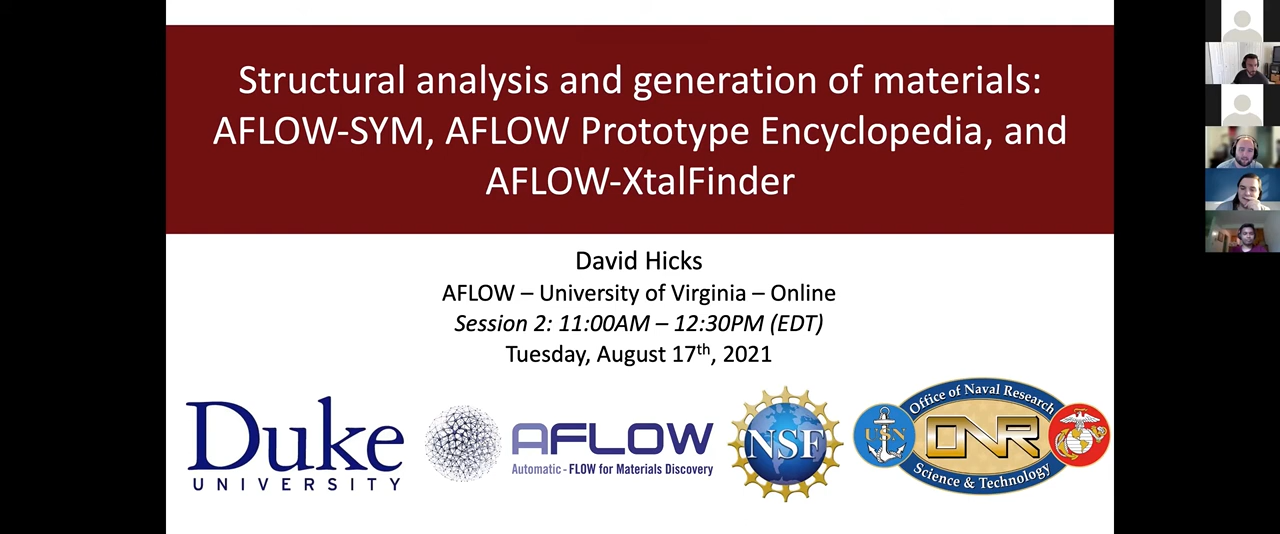 Structural analysis and generation of materials:
AFLOW-SYM, AFLOW Prototype Encyclopedia, and
AFLOW-XtalFinder
David Hicks
AFLOW – University of Virginia – Online
Session 2: 11:00AM – 12:30PM (EDT)
Tuesday, August 17th, 2021
Duke
UNIVERSITY
AFLOW
Automatic - FLOW for Materials Discovery
NSF
Office of Naval Research
USN
ONR
Science & Technology